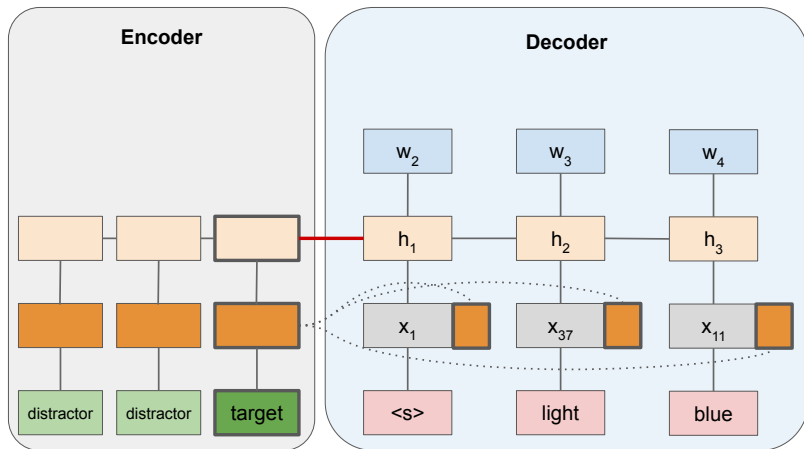 Encoder
Decoder
w₂ w₃ w₄
h₁ h₂ h₃
x₁ x₃₇ x₁₁
distractor distractor target <s> light blue